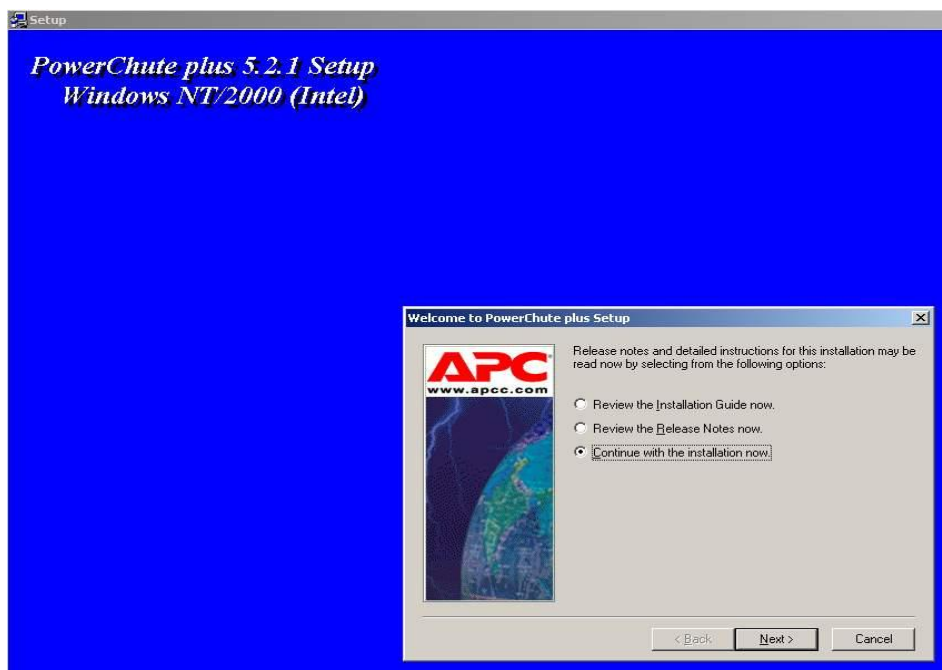 Setup
PowerChute plus 5.2.1 Setup
Windows NT/2000 (Intel)
Welcome to PowerChute plus Setup
APC
www.apcc.com
Release notes and detailed instructions for this installation may be
read now by selecting from the following options:
Review the Installation Guide now.
Review the Release Notes now.
Continue with the installation now.
< Back
Next >
Cancel